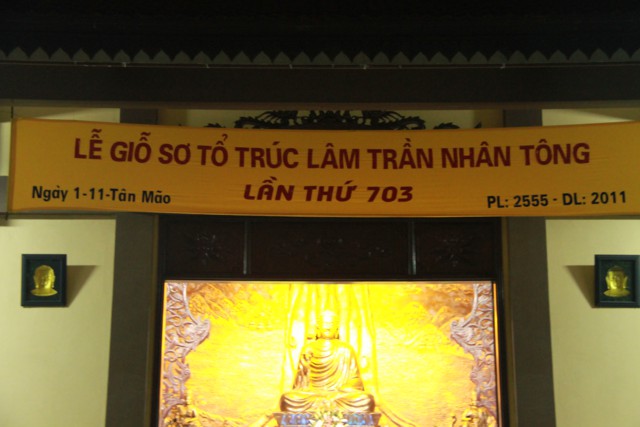 LỄ GIỖ SƠ TỔ TRÚC LÂM TRẦN NHÂN TÔNG
LẦN THỨ 703
Ngày 1-11-Tân Mão
PL: 2555 - DL: 2011